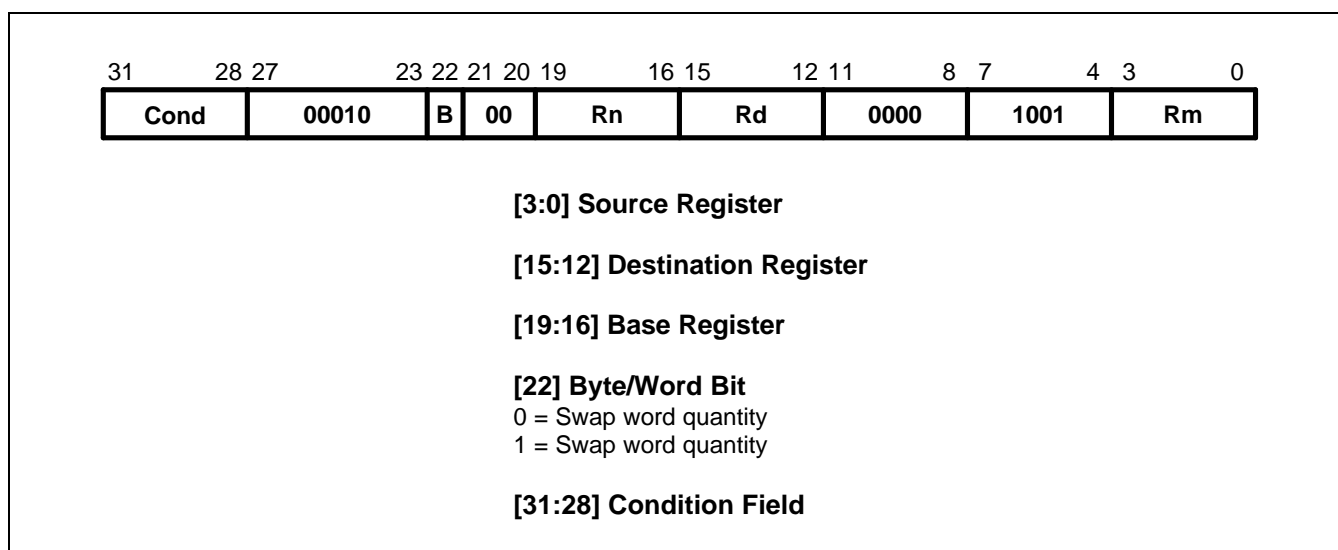 31 28 27 23 22 21 20 19 16 15 12 11 8 7 4 3 0
Cond 00010 B 00 Rn Rd 0000 1001 Rm
[3:0] Source Register
[15:12] Destination Register
[19:16] Base Register
[22] Byte/Word Bit
0 = Swap word quantity
1 = Swap word quantity
[31:28] Condition Field